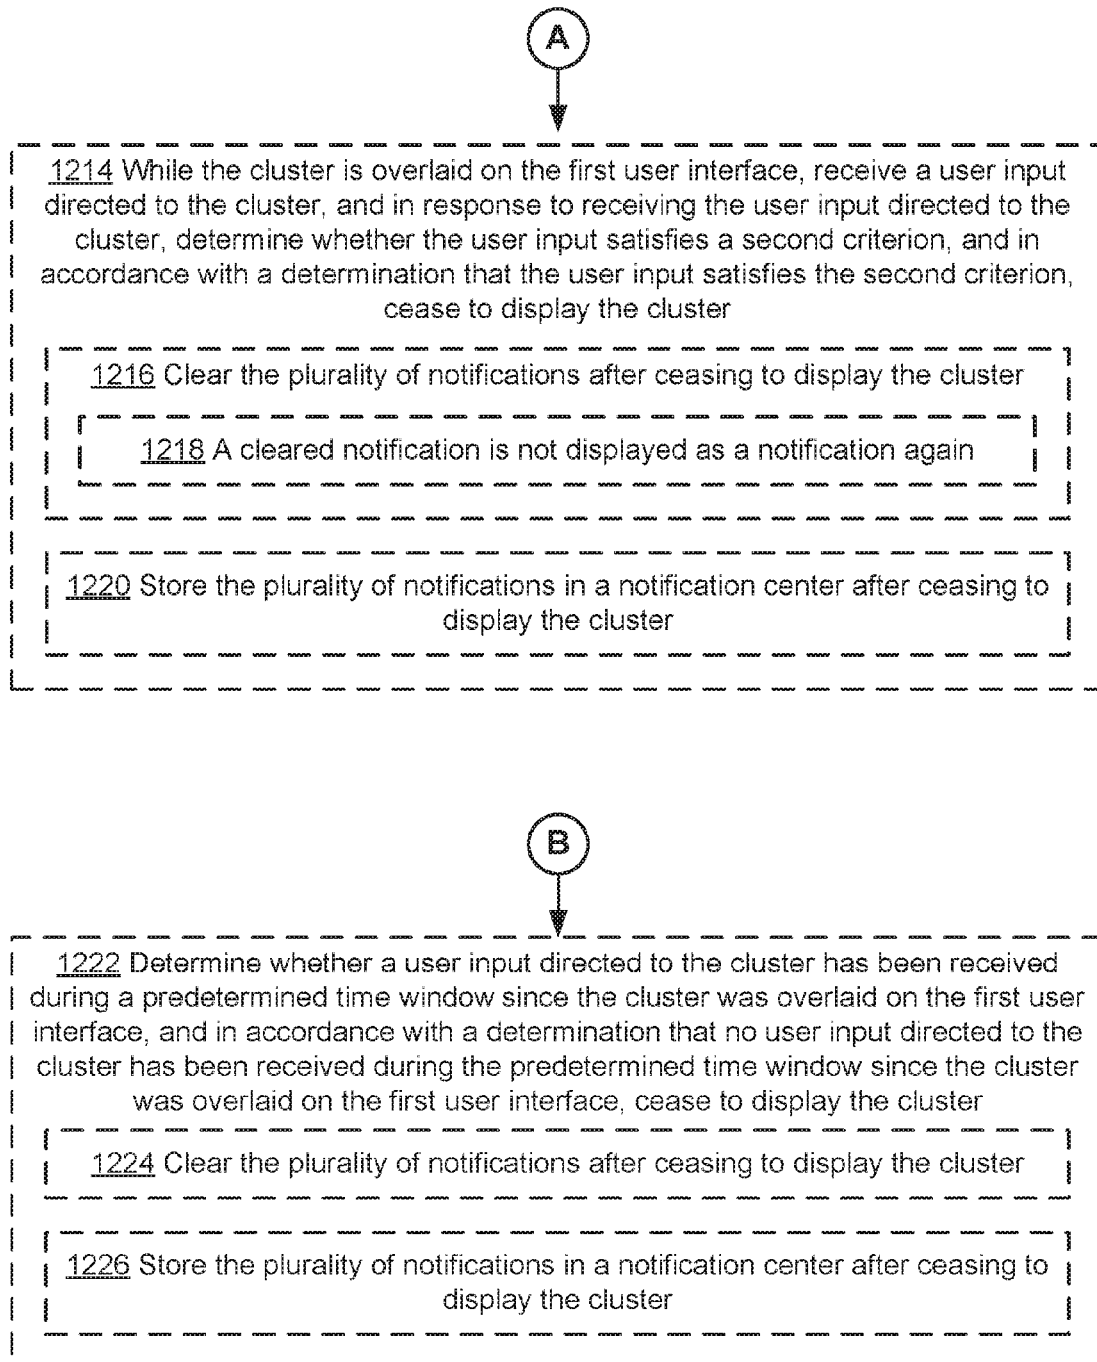 A
1214 While the cluster is overlaid on the first user interface, receive a user input
directed to the cluster, and in response to receiving the user input directed to the
cluster, determine whether the user input satisfies a second criterion, and in
accordance with a determination that the user input satisfies the second criterion,
cease to display the cluster
1216 Clear the plurality of notifications after ceasing to display the cluster
1218 A cleared notification is not displayed as a notification again
1220 Store the plurality of notifications in a notification center after ceasing to
display the cluster
B
1222 Determine whether a user input directed to the cluster has been received
during a predetermined time window since the cluster was overlaid on the first user
interface, and in accordance with a determination that no user input directed to the
cluster has been received during the predetermined time window since the cluster
was overlaid on the first user interface, cease to display the cluster
1224 Clear the plurality of notifications after ceasing to display the cluster
1226 Store the plurality of notifications in a notification center after ceasing to
display the cluster